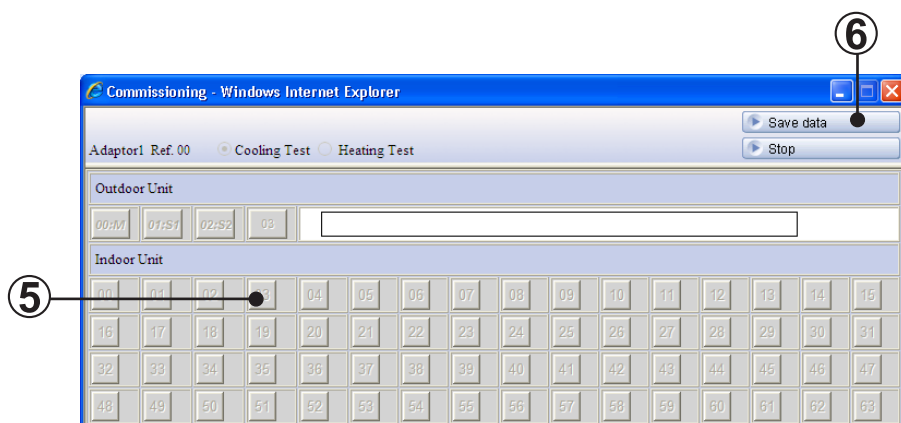 6
Commissioning - Windows Internet Explorer
Save data
Adaptor1 Ref. 00 Cooling Test Heating Test Stop
Outdoor Unit
00:M 01:S1 02:S2 03
Indoor Unit
5 00 01 02 03 04 05 06 07 08 09 10 11 12 13 14 15
16 17 18 19 20 21 22 23 24 25 26 27 28 29 30 31
32 33 34 35 36 37 38 39 40 41 42 43 44 45 46 47
48 49 50 51 52 53 54 55 56 57 58 59 60 61 62 63